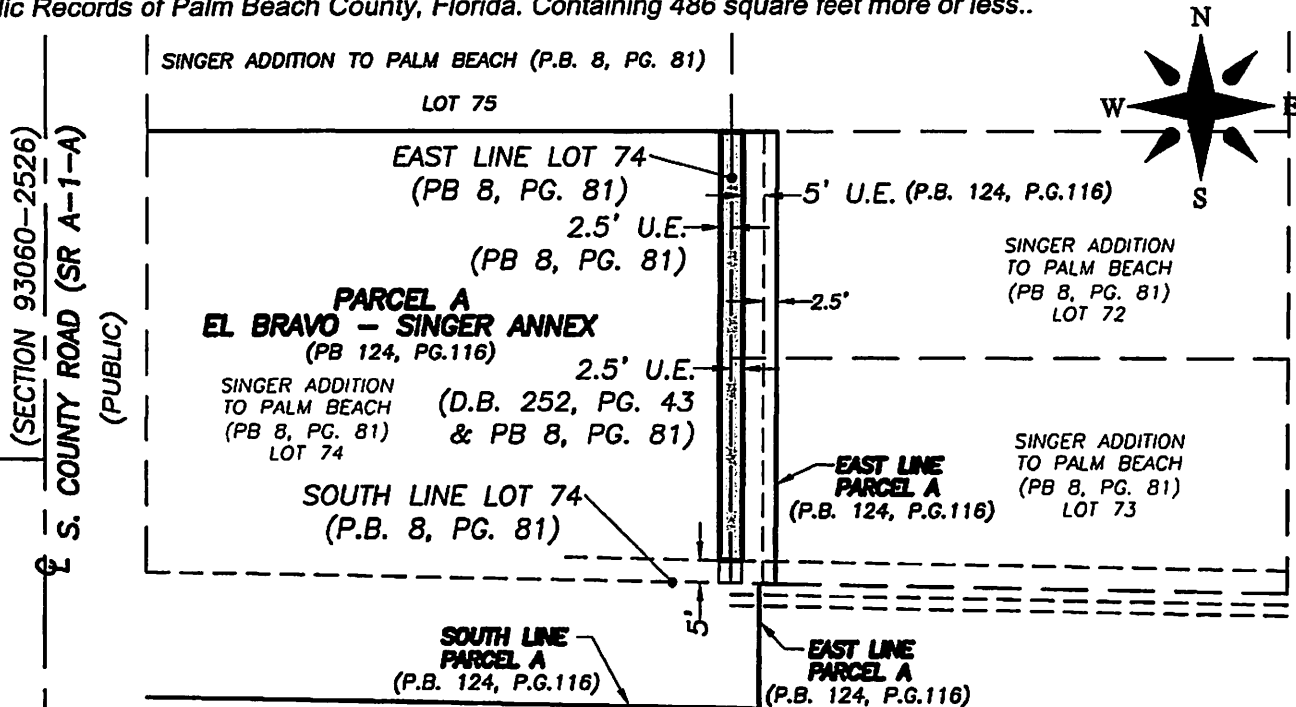 lic Records of Palm Beach County, Florida. Containing 486 square feet more or less..
N
W
E
S
SINGER ADDITION TO PALM BEACH (P.B. 8, PG. 81)
LOT 75
(SECTION 93060-2526)
℄ S. COUNTY ROAD (SR A-1-A)
(PUBLIC)
EAST LINE LOT 74
(PB 8, PG. 81)
5' U.E. (P.B. 124, P.G.116)
2.5' U.E.
(PB 8, PG. 81)
SINGER ADDITION
TO PALM BEACH
(PB 8, PG. 81)
LOT 72
2.5'
PARCEL A
EL BRAVO - SINGER ANNEX
(PB 124, PG.116)
2.5' U.E.
(D.B. 252, PG. 43
& PB 8, PG. 81)
SINGER ADDITION
TO PALM BEACH
(PB 8, PG. 81)
LOT 74
SINGER ADDITION
TO PALM BEACH
(PB 8, PG. 81)
LOT 73
EAST LINE
PARCEL A
(P.B. 124, P.G.116)
SOUTH LINE LOT 74
(P.B. 8, PG. 81)
5'
SOUTH LINE
PARCEL A
(P.B. 124, P.G.116)
EAST LINE
PARCEL A
(P.B. 124, P.G.116)